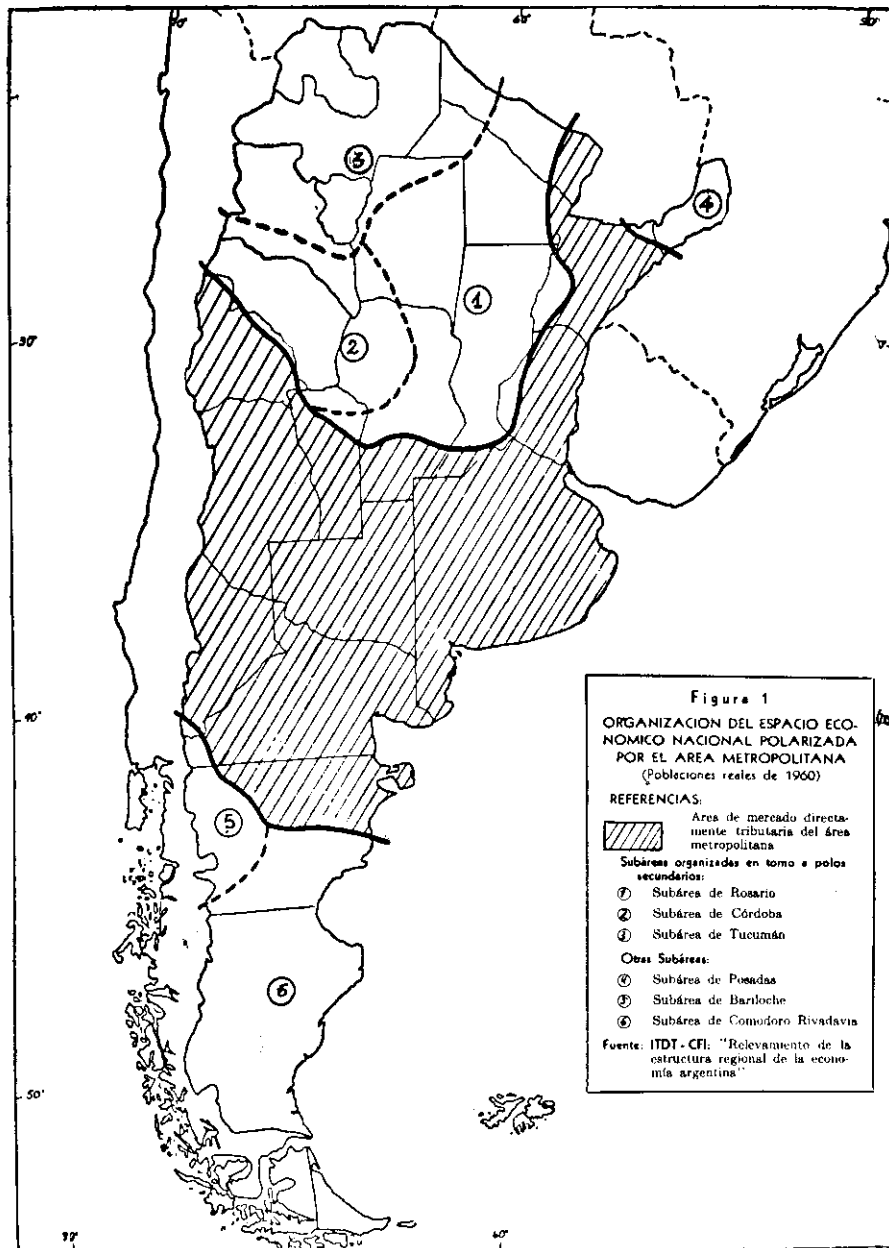 70°
60°
50°
3
4
1
2
30°
40°
5
6
50°
70°
60°
Figura 1
ORGANIZACION DEL ESPACIO ECO-
NOMICO NACIONAL POLARIZADA
POR EL AREA METROPOLITANA
(Poblaciones reales de 1960)
REFERENCIAS:
Area de mercado directa-
mente tributaria del área
metropolitana
Subáreas organizadas en torno a polos
secundarios:
1 Subárea de Rosario
2 Subárea de Córdoba
3 Subárea de Tucumán
Otras Subáreas:
4 Subárea de Posadas
5 Subárea de Bariloche
6 Subárea de Comodoro Rivadavia
Fuente: ITDT - CFI: "Relevamiento de la
estructura regional de la econo-
mía argentina"